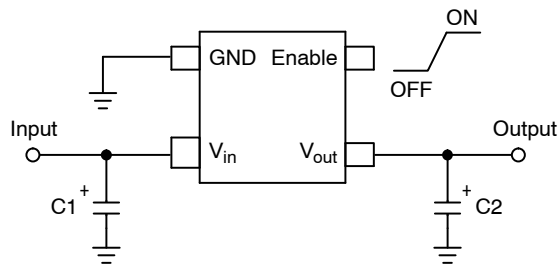 ON
GND Enable
OFF
Input
Output
Vin
Vout
+
+
C1
C2